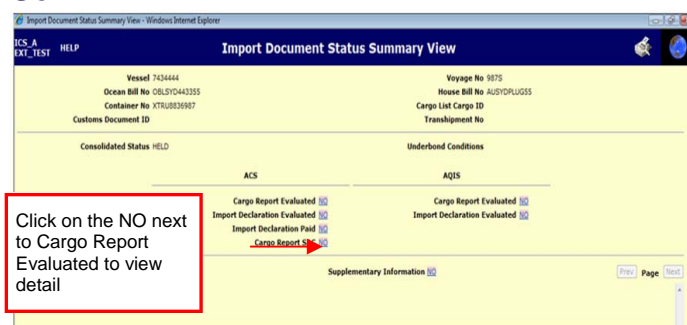 Import Document Status Summary View - Windows Internet Explorer
ICS_A
EXT_TEST HELP Import Document Status Summary View
Vessel 7434444 Voyage No 987S
Ocean Bill No OBLSYD443355 House Bill No AUSYDPLUG55
Container No XTRU8836987 Cargo List Cargo ID
Customs Document ID Transhipment No
Consolidated Status HELD Underbond Conditions
ACS AQIS
Cargo Report Evaluated NO Cargo Report Evaluated NO
Import Declaration Evaluated NO Import Declaration Evaluated NO
Import Declaration Paid NO
Cargo Report NO
Supplementary Information NO Prev Page Next
Click on the NO next
to Cargo Report
Evaluated to view
detail